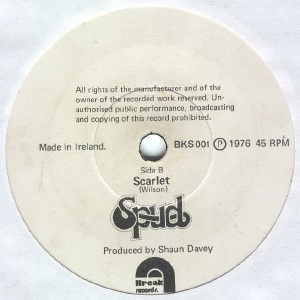 All rights of the manufacturer and of the
owner of the recorded work reserved. Un-
authorised public performance, broadcasting
and copying of this record prohibited.
Made in Ireland.
BKS 001 Ⓟ 1976 45 RPM
Side B
Scarlet
(Wilson)
Spud
Produced by Shaun Davey
Break
records.